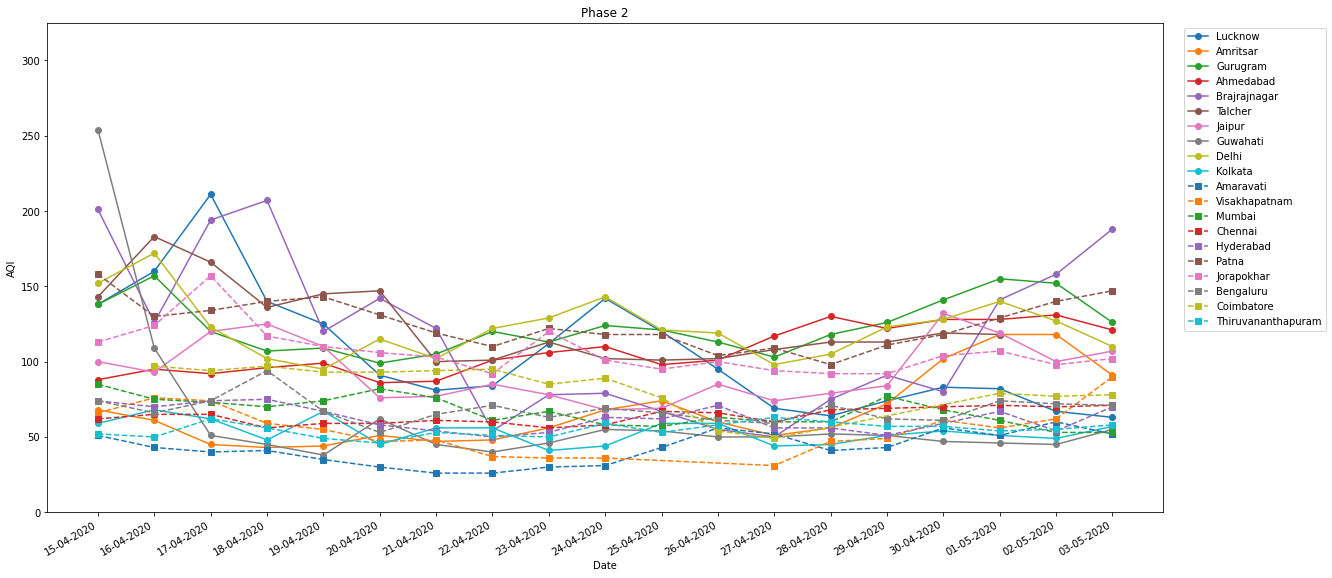 Phase 2
AQI
300
250
200
150
100
50
0
15-04-2020
16-04-2020
17-04-2020
18-04-2020
19-04-2020
20-04-2020
21-04-2020
22-04-2020
23-04-2020
24-04-2020
25-04-2020
26-04-2020
27-04-2020
28-04-2020
29-04-2020
30-04-2020
01-05-2020
02-05-2020
03-05-2020
Date
Lucknow
Amritsar
Gurugram
Ahmedabad
Brajrajnagar
Talcher
Jaipur
Guwahati
Delhi
Kolkata
Amaravati
Visakhapatnam
Mumbai
Chennai
Hyderabad
Patna
Jorapokhar
Bengaluru
Coimbatore
Thiruvananthapuram